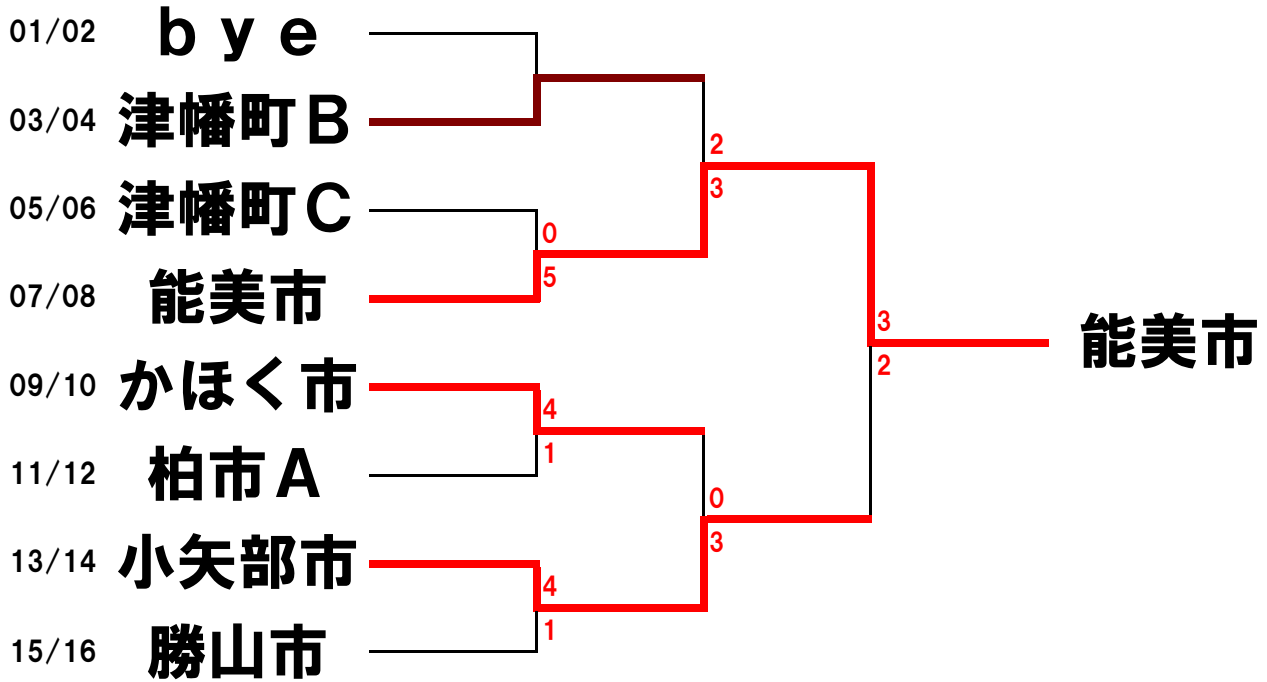 01/02 ｂｙｅ
2
03/04 津幡町Ｂ
3
05/06 津幡町Ｃ
0
5
07/08 能美市
3
能美市
2
09/10 かほく市
4
1
11/12 柏市Ａ
0
3
13/14 小矢部市
4
1
15/16 勝山市